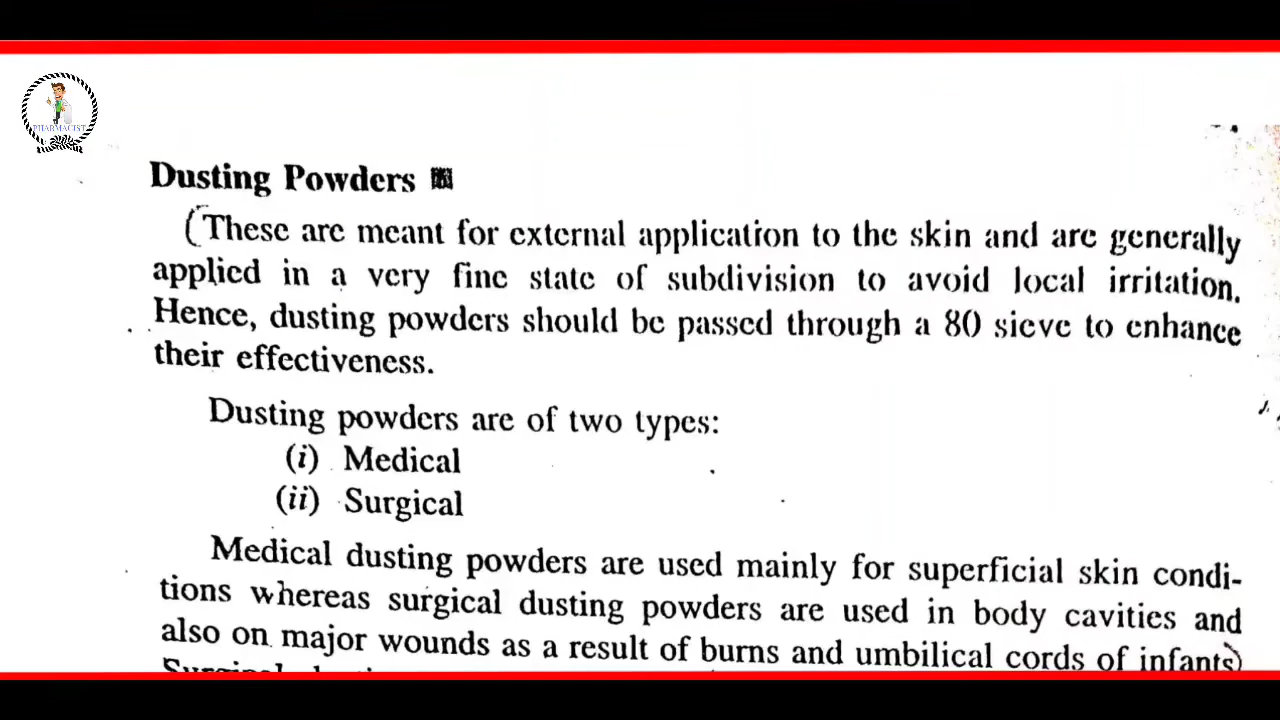 PHARMACIST
Dusting Powders
(These are meant for external application to the skin and are generally
applied in a very fine state of subdivision to avoid local irritation.
Hence, dusting powders should be passed through a 80 sieve to enhance
their effectiveness.
Dusting powders are of two types:
(i) Medical
(ii) Surgical
Medical dusting powders are used mainly for superficial skin condi-
tions whereas surgical dusting powders are used in body cavities and
also on major wounds as a result of burns and umbilical cords of infants)
Surgical